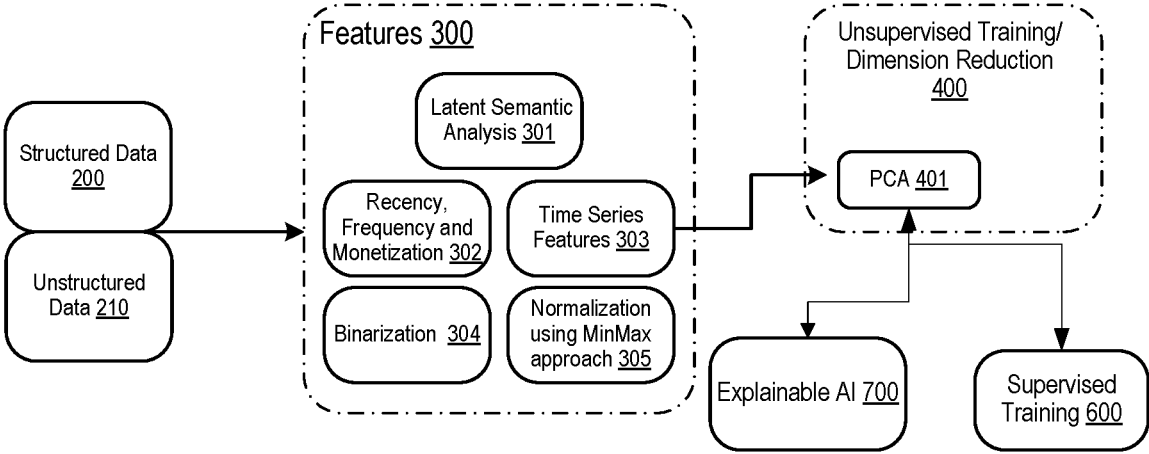 Features 300
Unsupervised Training/
Dimension Reduction
400
Latent Semantic
Analysis 301
Structured Data
200
PCA 401
Recency,
Frequency and
Monetization 302
Time Series
Features 303
Unstructured
Data 210
Binarization 304
Normalization
using MinMax
approach 305
Explainable AI 700
Supervised
Training 600